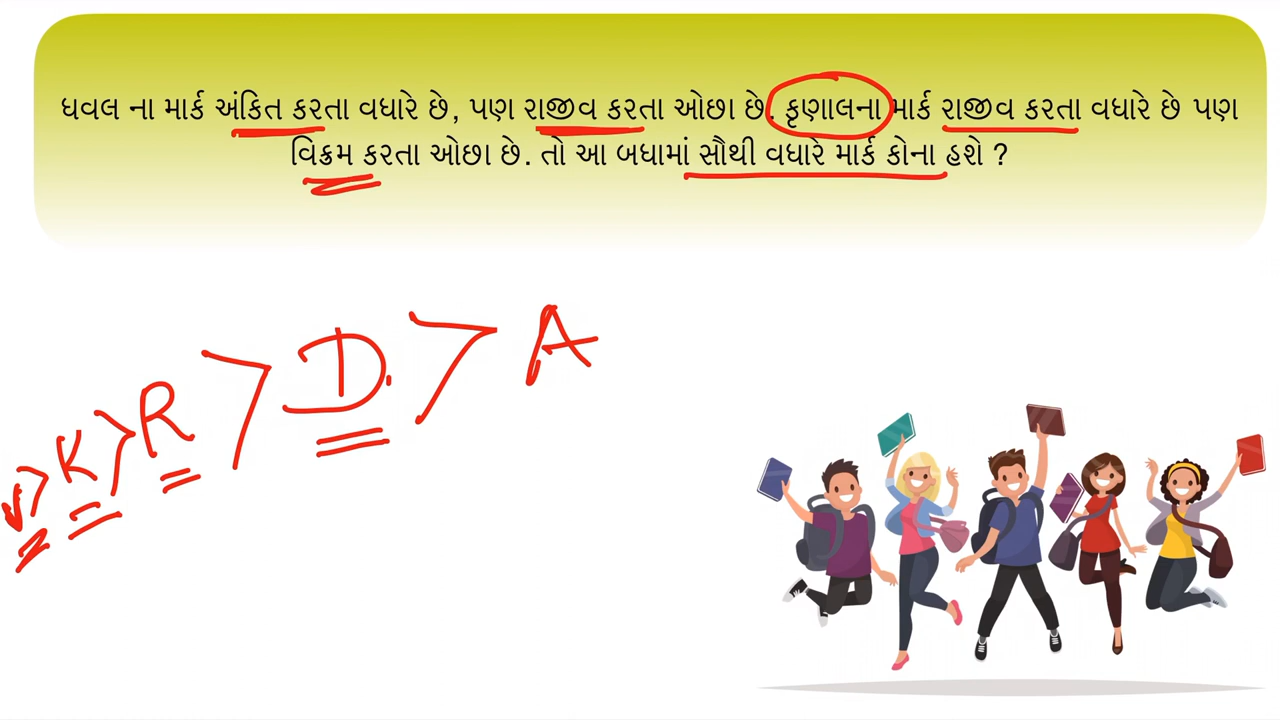 ધવલ ના માર્ક અંકિત કરતા વધારે છે, પણ રાજીવ કરતા ઓછા છે. કૃણાલના માર્ક રાજીવ કરતા વધારે છે પણ
વિક્રમ કરતા ઓછા છે. તો આ બધામાં સૌથી વધારે માર્ક કોના હશે ?
V > K > R > D > A